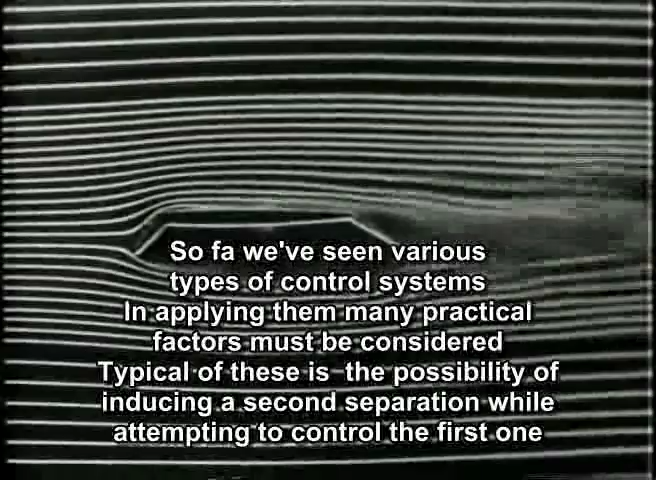 So fa we've seen various
types of control systems
In applying them many practical
factors must be considered
Typical of these is  the possibility of
inducing a second separation while
attempting to control the first one